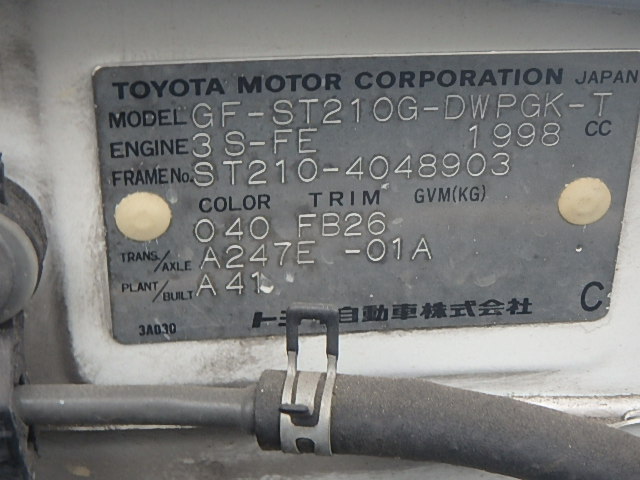 TOYOTA MOTOR CORPORATION JAPAN
MODEL GF-ST210G-DWPGK-T
ENGINE 3S-FE 1998 CC
FRAME No. ST210-4048903
COLOR TRIM GVM(KG)
040 FB26
TRANS/AXLE A247E -01A
PLANT/BUILT A41
3A030 自動車株式会社 C